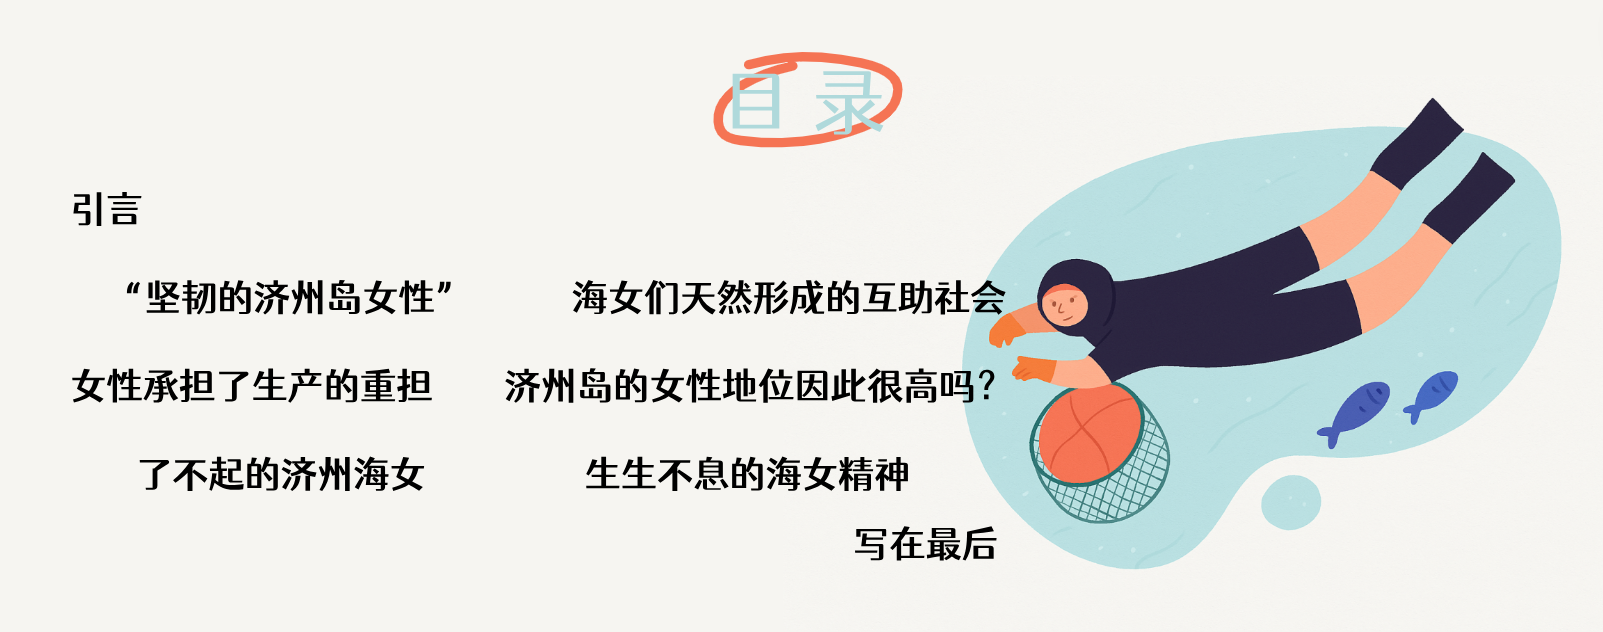 目 录
引言
“坚韧的济州岛女性”
女性承担了生产的重担
了不起的济州海女
海女们天然形成的互助社会
济州岛的女性地位因此很高吗？
生生不息的海女精神
写在最后